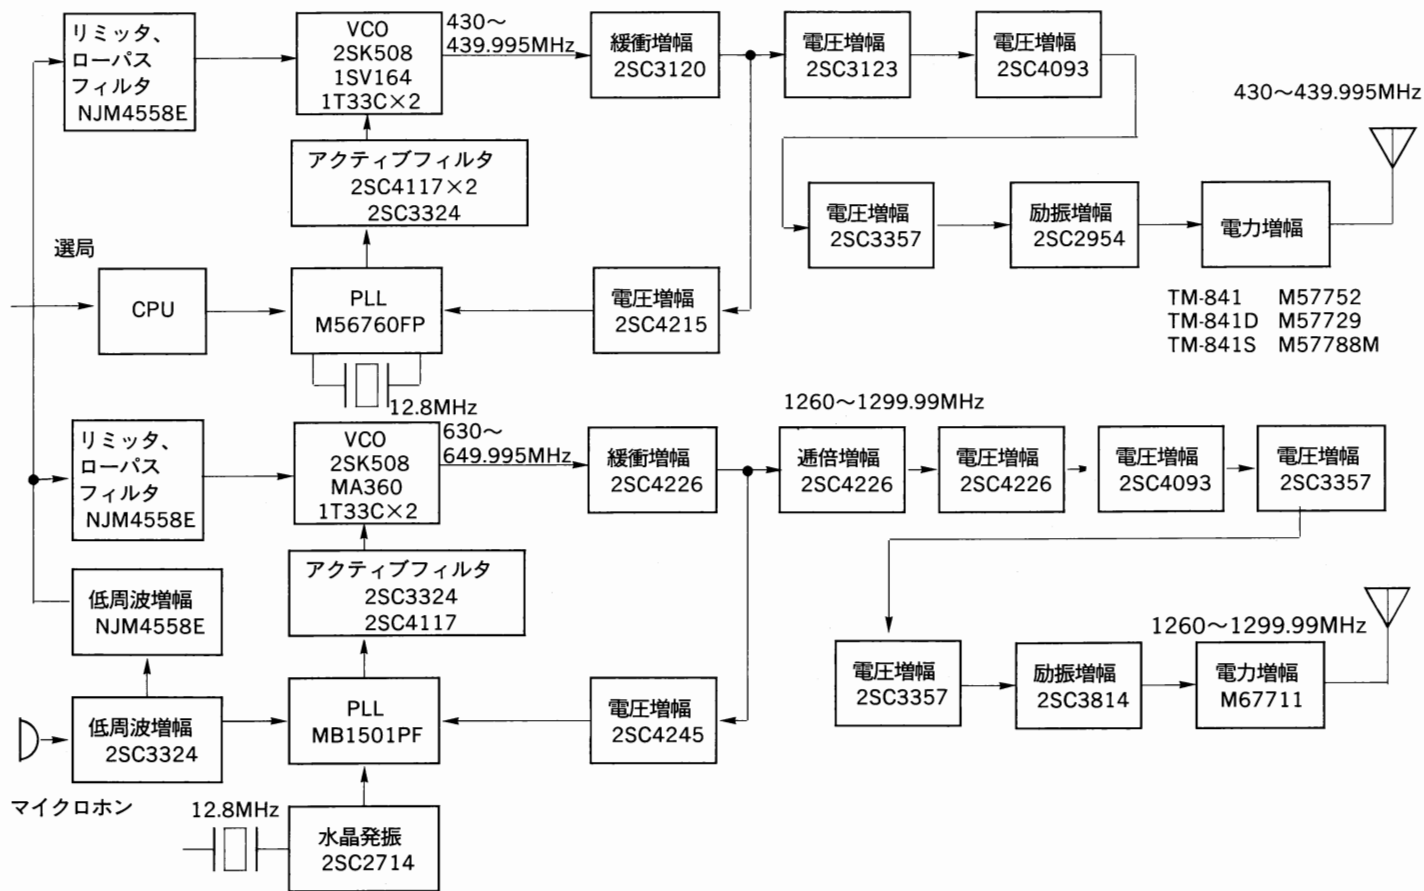 リミッタ、
ローパス
フィルタ
NJM4558E
VCO
2SK508
1SV164
1T33C×2
430～
439.995MHz
緩衝増幅
2SC3120
電圧増幅
2SC3123
電圧増幅
2SC4093
430～439.995MHz
アクティブフィルタ
2SC4117×2
2SC3324
電圧増幅
2SC3357
励振増幅
2SC2954
電力増幅
TM-841 M57752
TM-841D M57729
TM-841S M57788M
選局
CPU
PLL
M56760FP
電圧増幅
2SC4215
12.8MHz
リミッタ、
ローパス
フィルタ
NJM4558E
VCO
2SK508
MA360
1T33C×2
630～
649.995MHz
緩衝増幅
2SC4226
1260～1299.99MHz
逓倍増幅
2SC4226
電圧増幅
2SC4226
電圧増幅
2SC4093
電圧増幅
2SC3357
低周波増幅
NJM4558E
アクティブフィルタ
2SC3324
2SC4117
電圧増幅
2SC3357
励振増幅
2SC3814
1260～1299.99MHz
電力増幅
M67711
低周波増幅
2SC3324
PLL
MB1501PF
電圧増幅
2SC4245
マイクロホン
12.8MHz
水晶発振
2SC2714